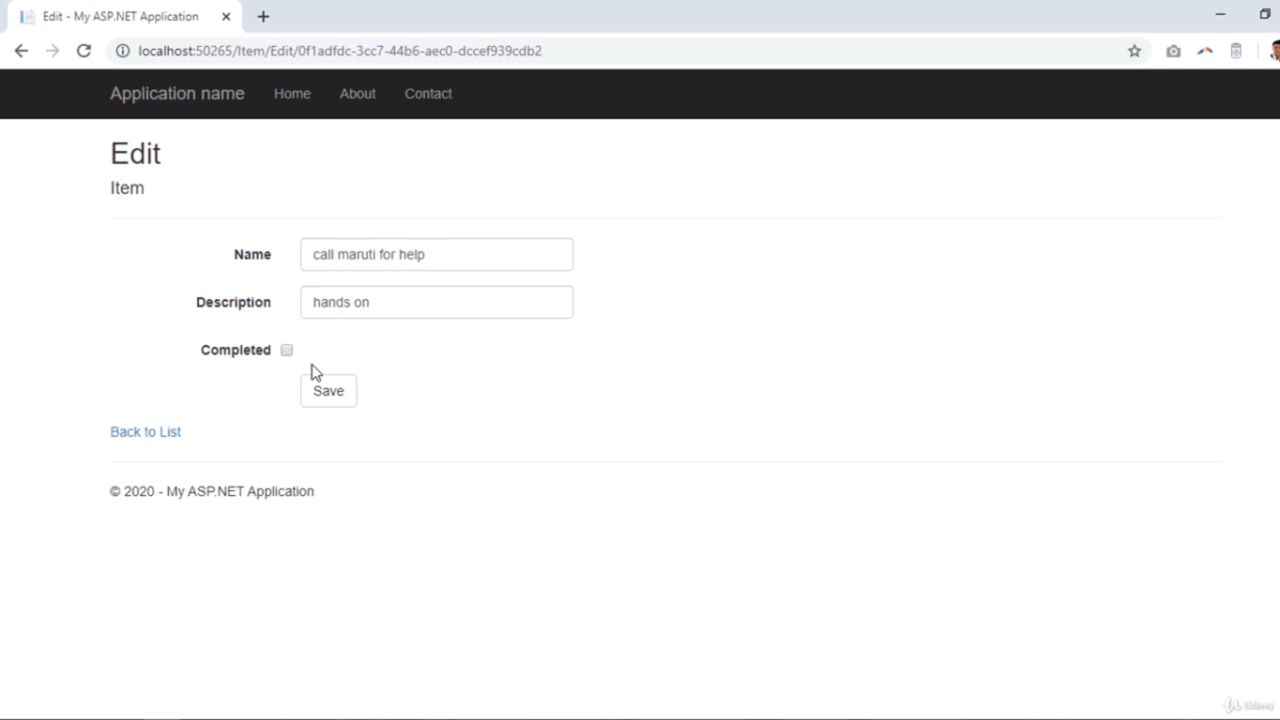 Edit - My ASP.NET Application
localhost:50265/Item/Edit/0f1adfdc-3cc7-44b6-aec0-dccef939cdb2
Application name Home About Contact
Edit
Item
Name call maruti for help
Description hands on
Completed
Save
Back to List
© 2020 - My ASP.NET Application
Udemy